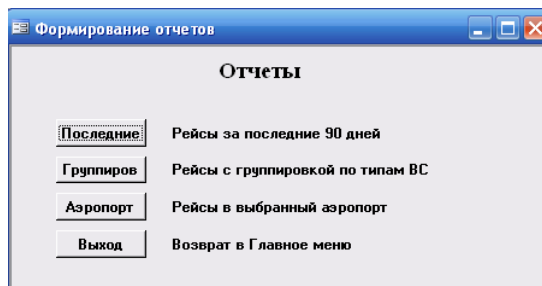 Формирование отчетов
Отчеты
Последние Рейсы за последние 90 дней
Группиров Рейсы с группировкой по типам ВС
Аэропорт Рейсы в выбранный аэропорт
Выход Возврат в Главное меню